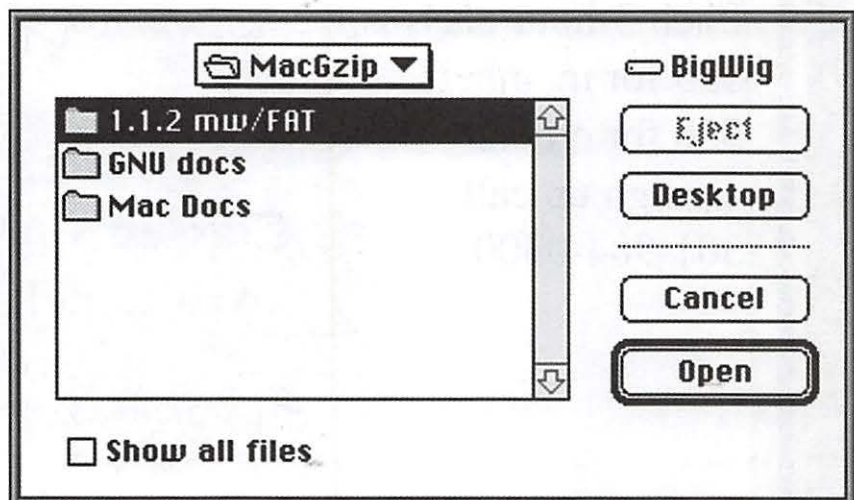 MacGzip
1.1.2 mw/FAT
GNU docs
Mac Docs
Show all files
BigWig
Eject
Desktop
Cancel
Open